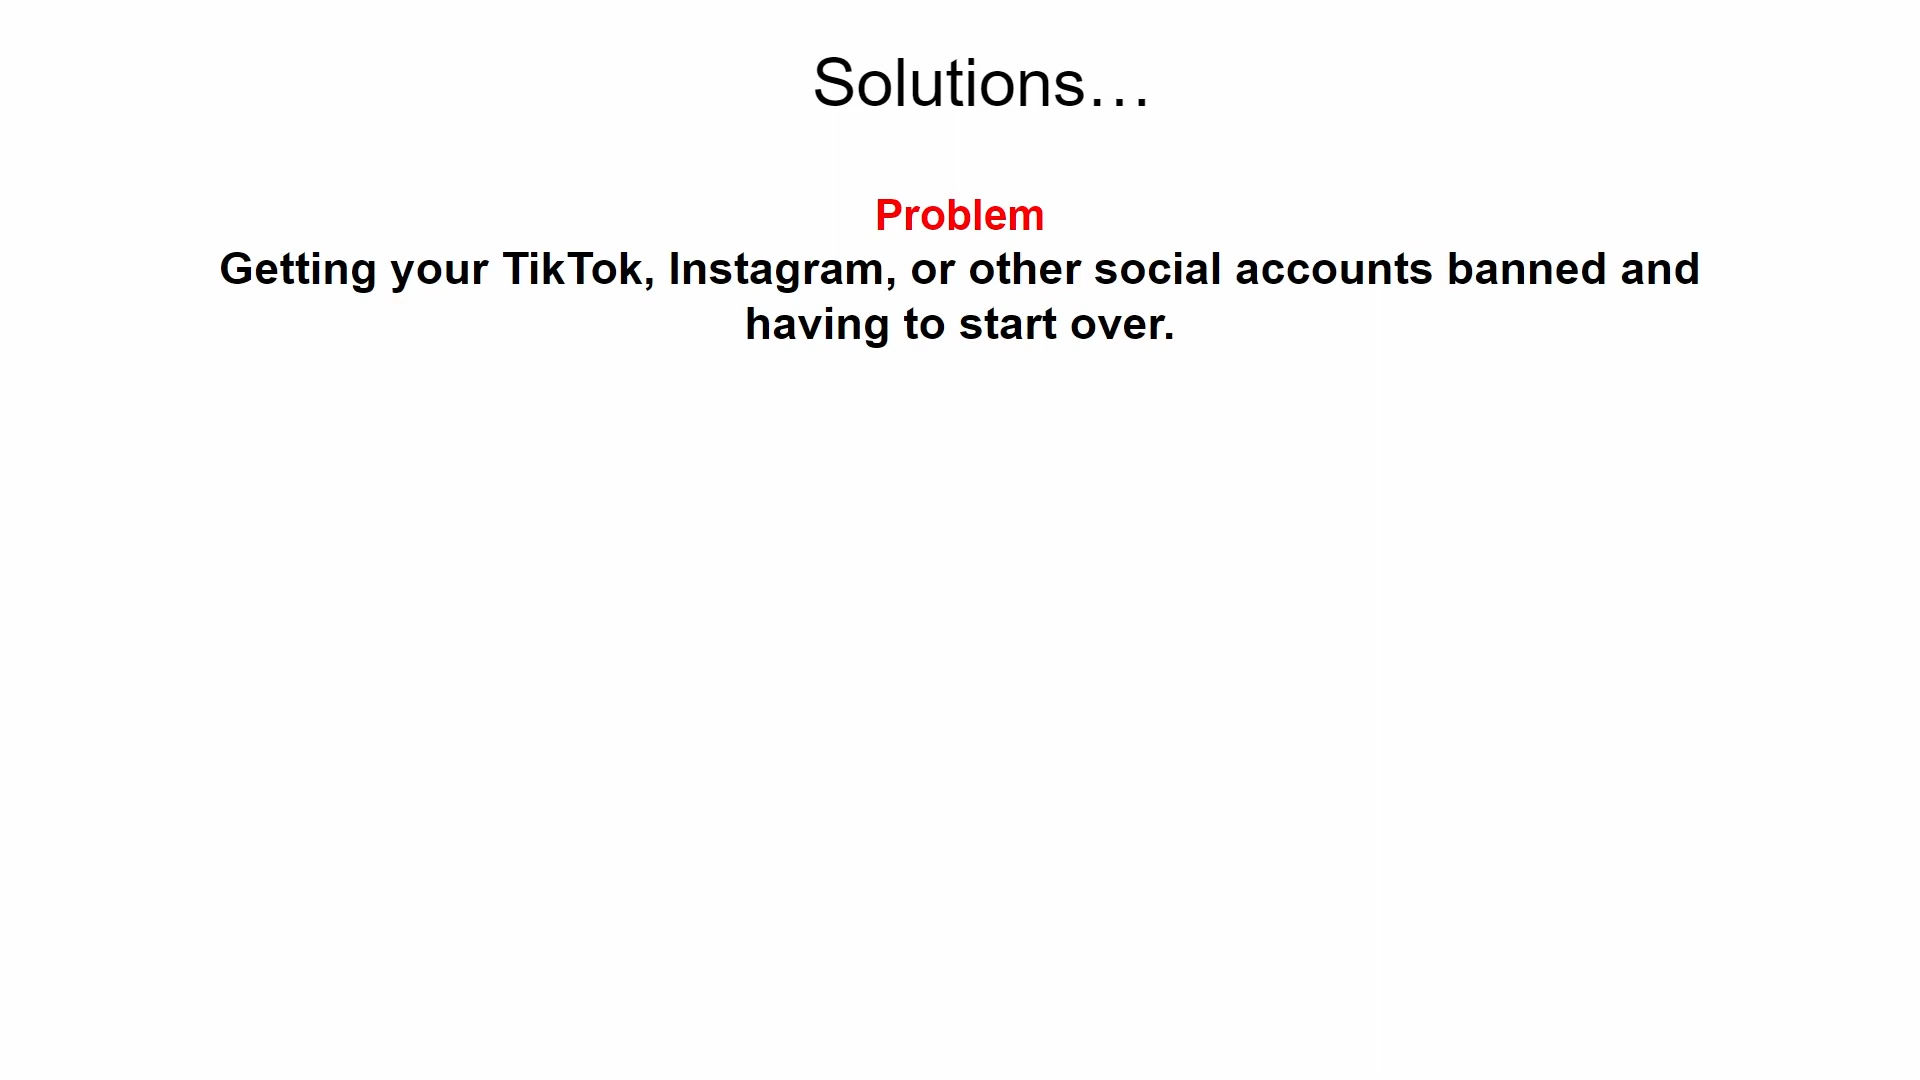 Solutions…
Problem
Getting your TikTok, Instagram, or other social accounts banned and
having to start over.